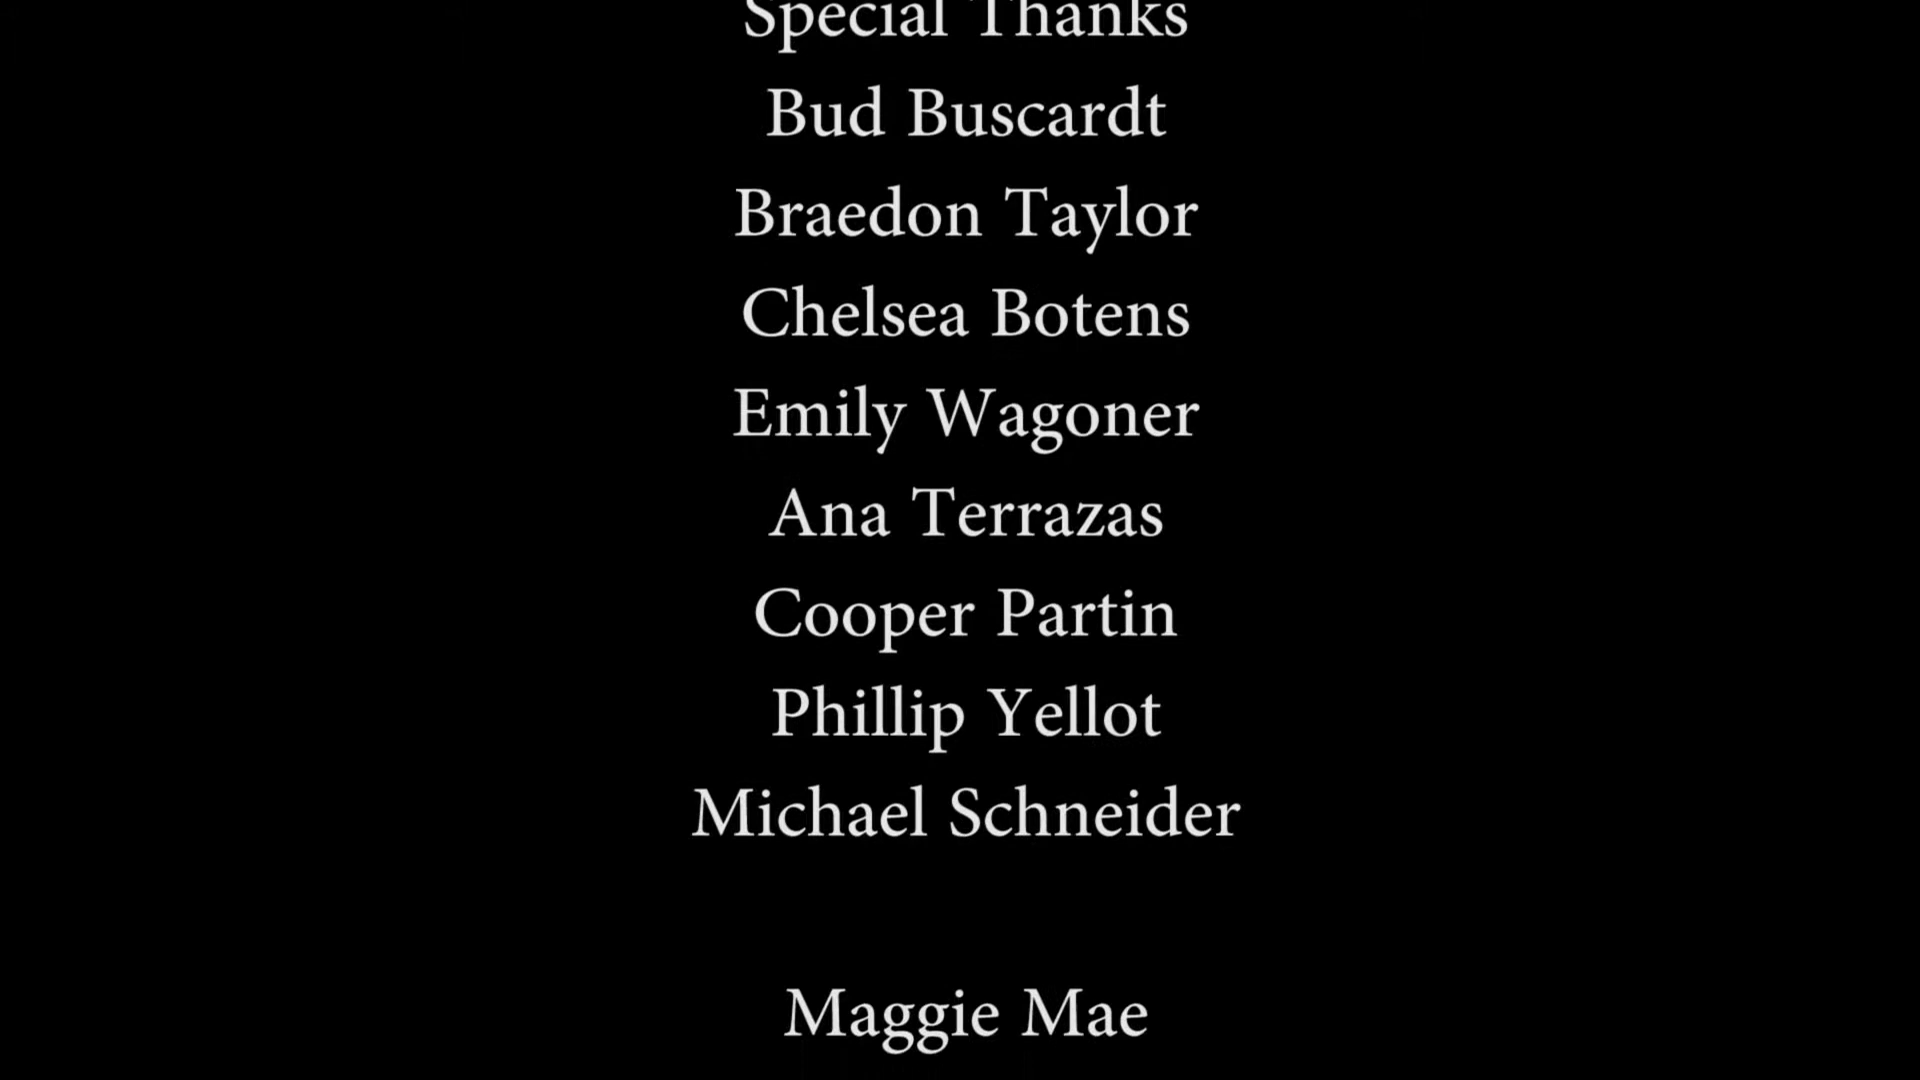 Special Thanks
Bud Buscardt
Braedon Taylor
Chelsea Botens
Emily Wagoner
Ana Terrazas
Cooper Partin
Phillip Yellot
Michael Schneider
Maggie Mae